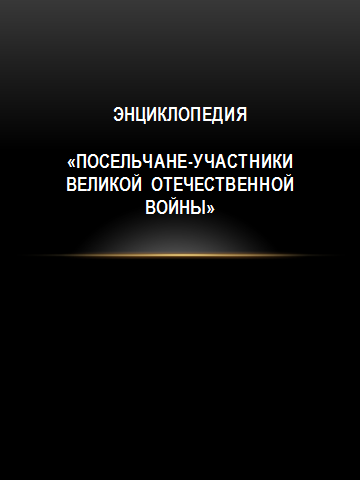 ЭНЦИКЛОПЕДИЯ
«ПОСЕЛЬЧАНЕ-УЧАСТНИКИ
ВЕЛИКОЙ ОТЕЧЕСТВЕННОЙ
ВОЙНЫ»